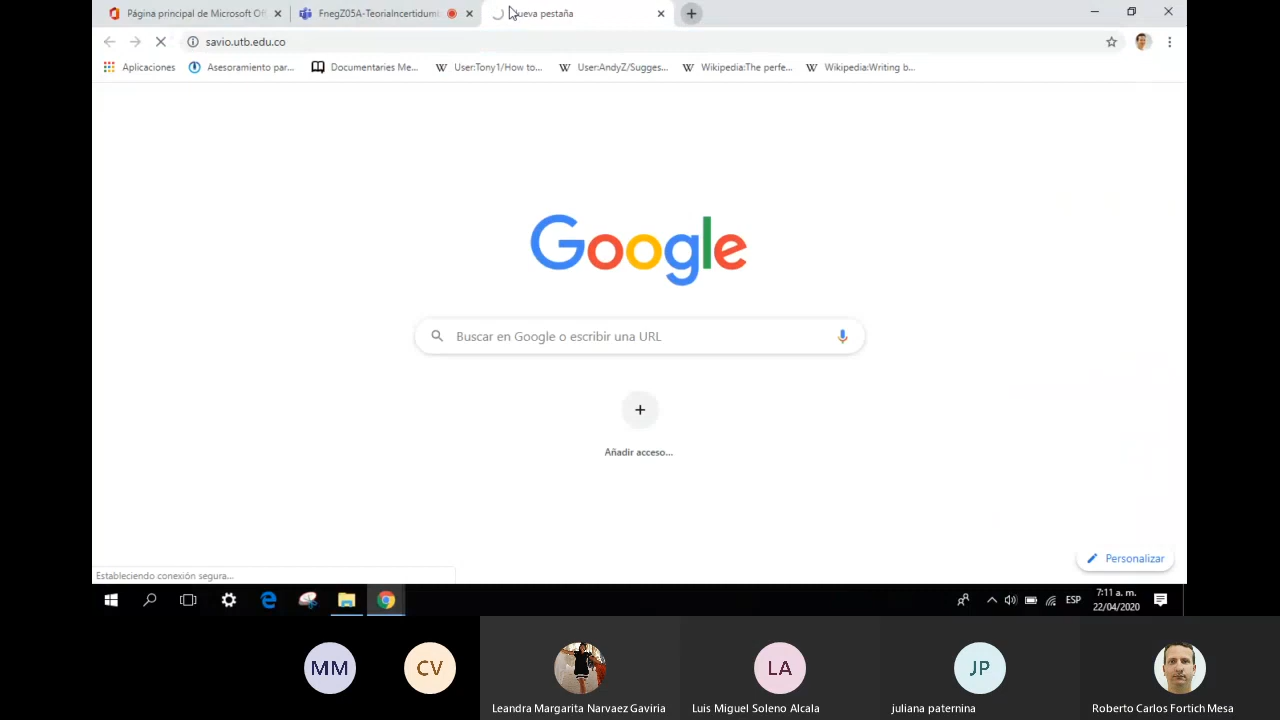 Página principal de Microsoft Of
FnegZ05A-TeoriaIncertidum
ueva pestaña
savio.utb.edu.co
Aplicaciones
Asesoramiento par...
Documentaries Me...
User:Tony1/How to...
User:AndyZ/Sugges...
Wikipedia:The perfe...
Wikipedia:Writing b...
Google
Buscar en Google o escribir una URL
Añadir acceso...
Personalizar
Estableciendo conexión segura...
ESP
7:11 a. m.
22/04/2020
MM
CV
LA
JP
Leandra Margarita Narvaez Gaviria
Luis Miguel Soleno Alcala
juliana paternina
Roberto Carlos Fortich Mesa